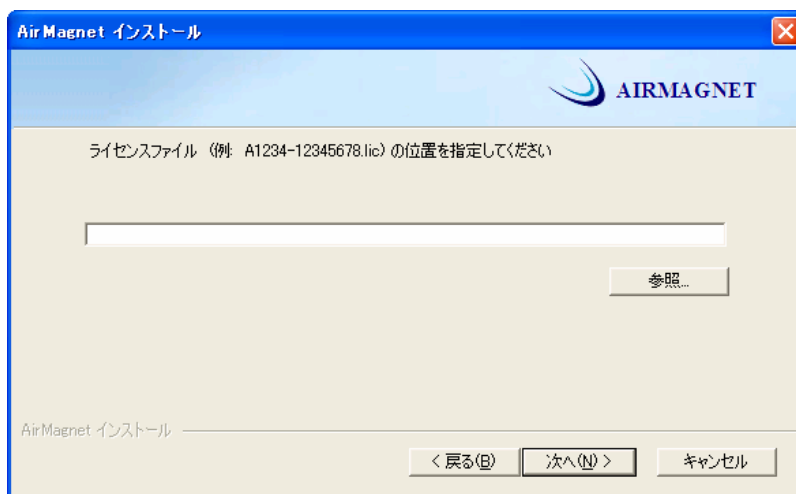 AirMagnet インストール
AIRMAGNET
ライセンスファイル (例: A1234-12345678.lic) の位置を指定してください
参照...
AirMagnet インストール
< 戻る(B)
次へ(N) >
キャンセル